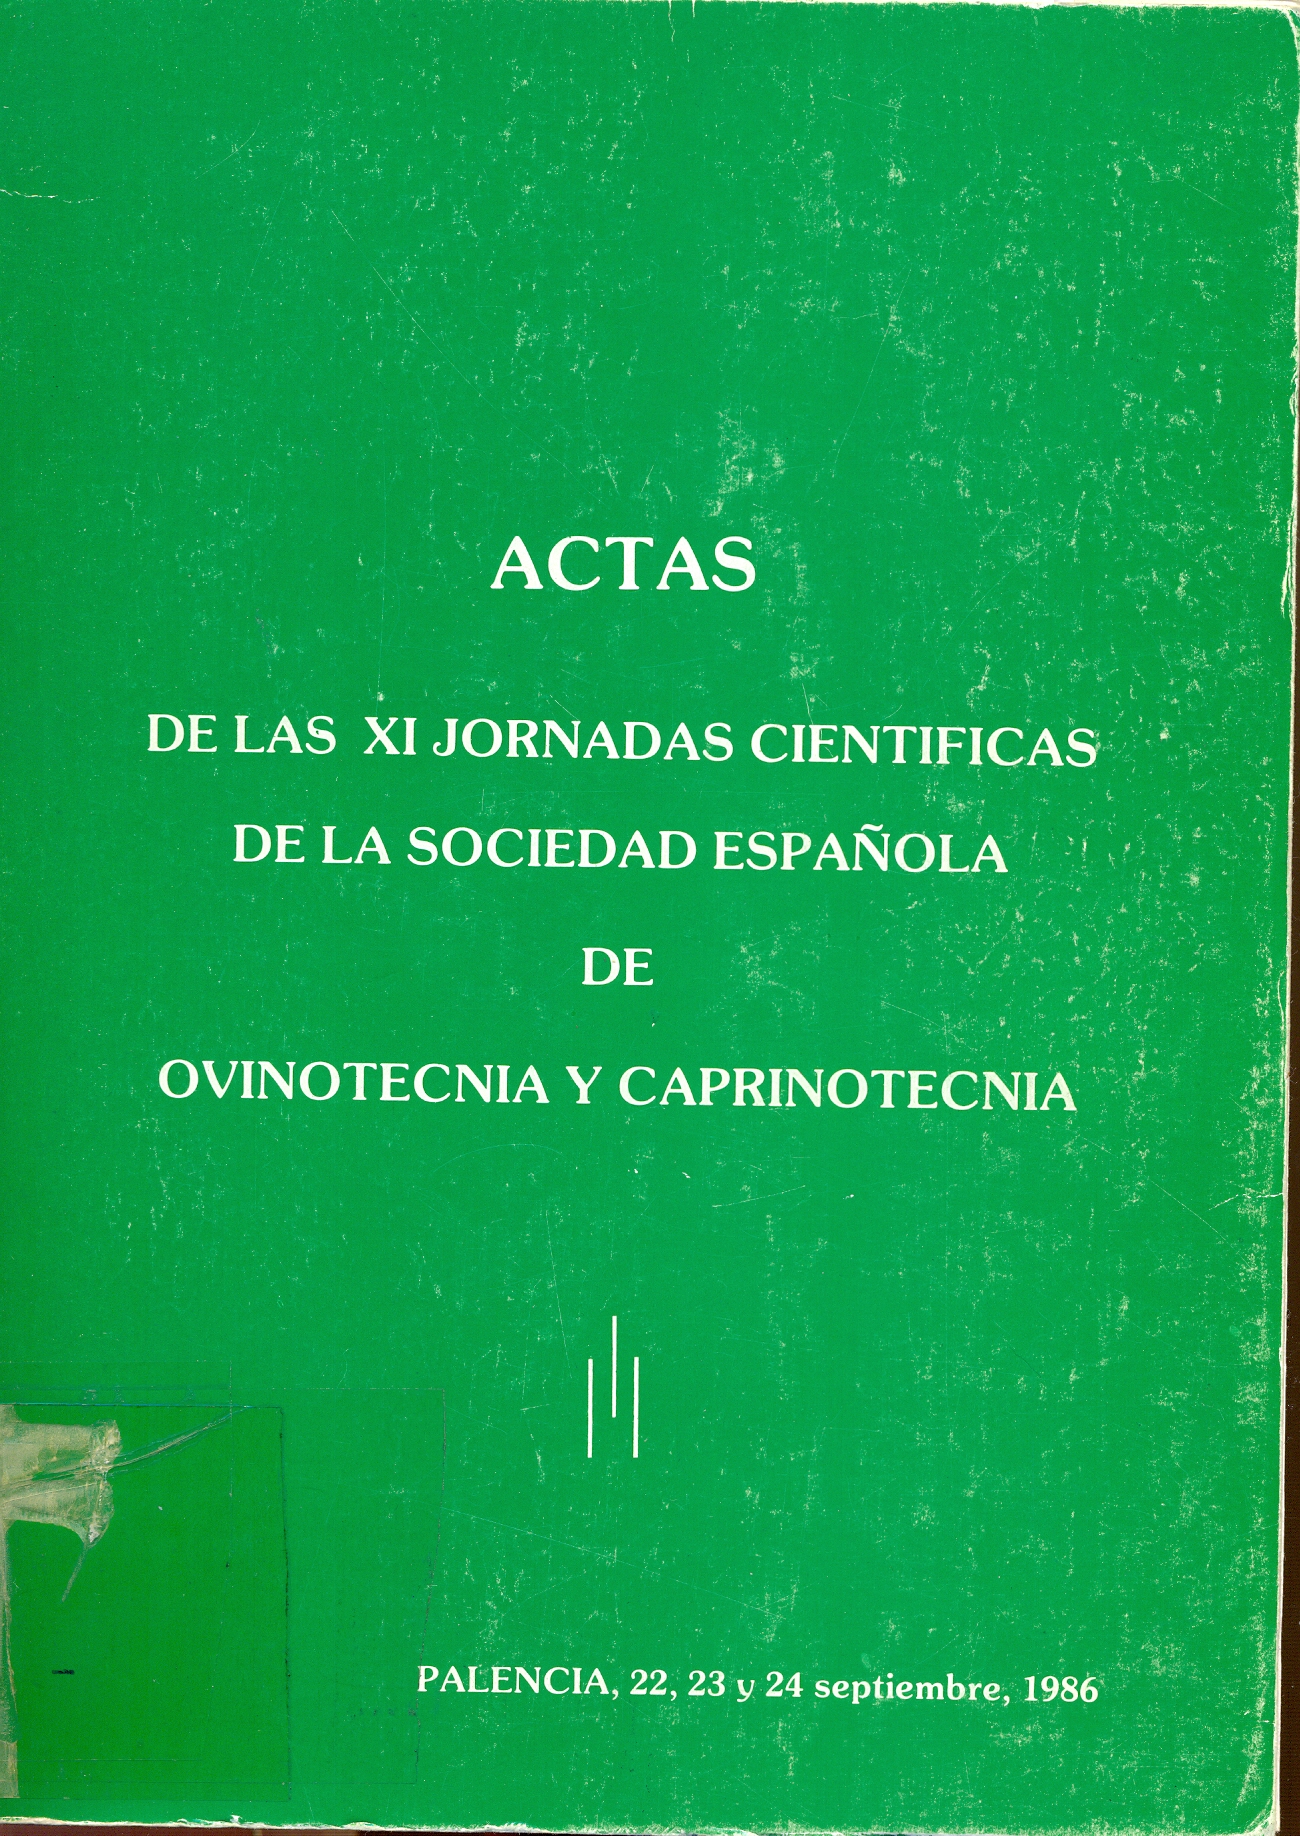 ACTAS
DE LAS XI JORNADAS CIENTIFICAS
DE LA SOCIEDAD ESPAÑOLA
DE
OVINOTECNIA Y CAPRINOTECNIA
PALENCIA, 22, 23 y 24 septiembre, 1986